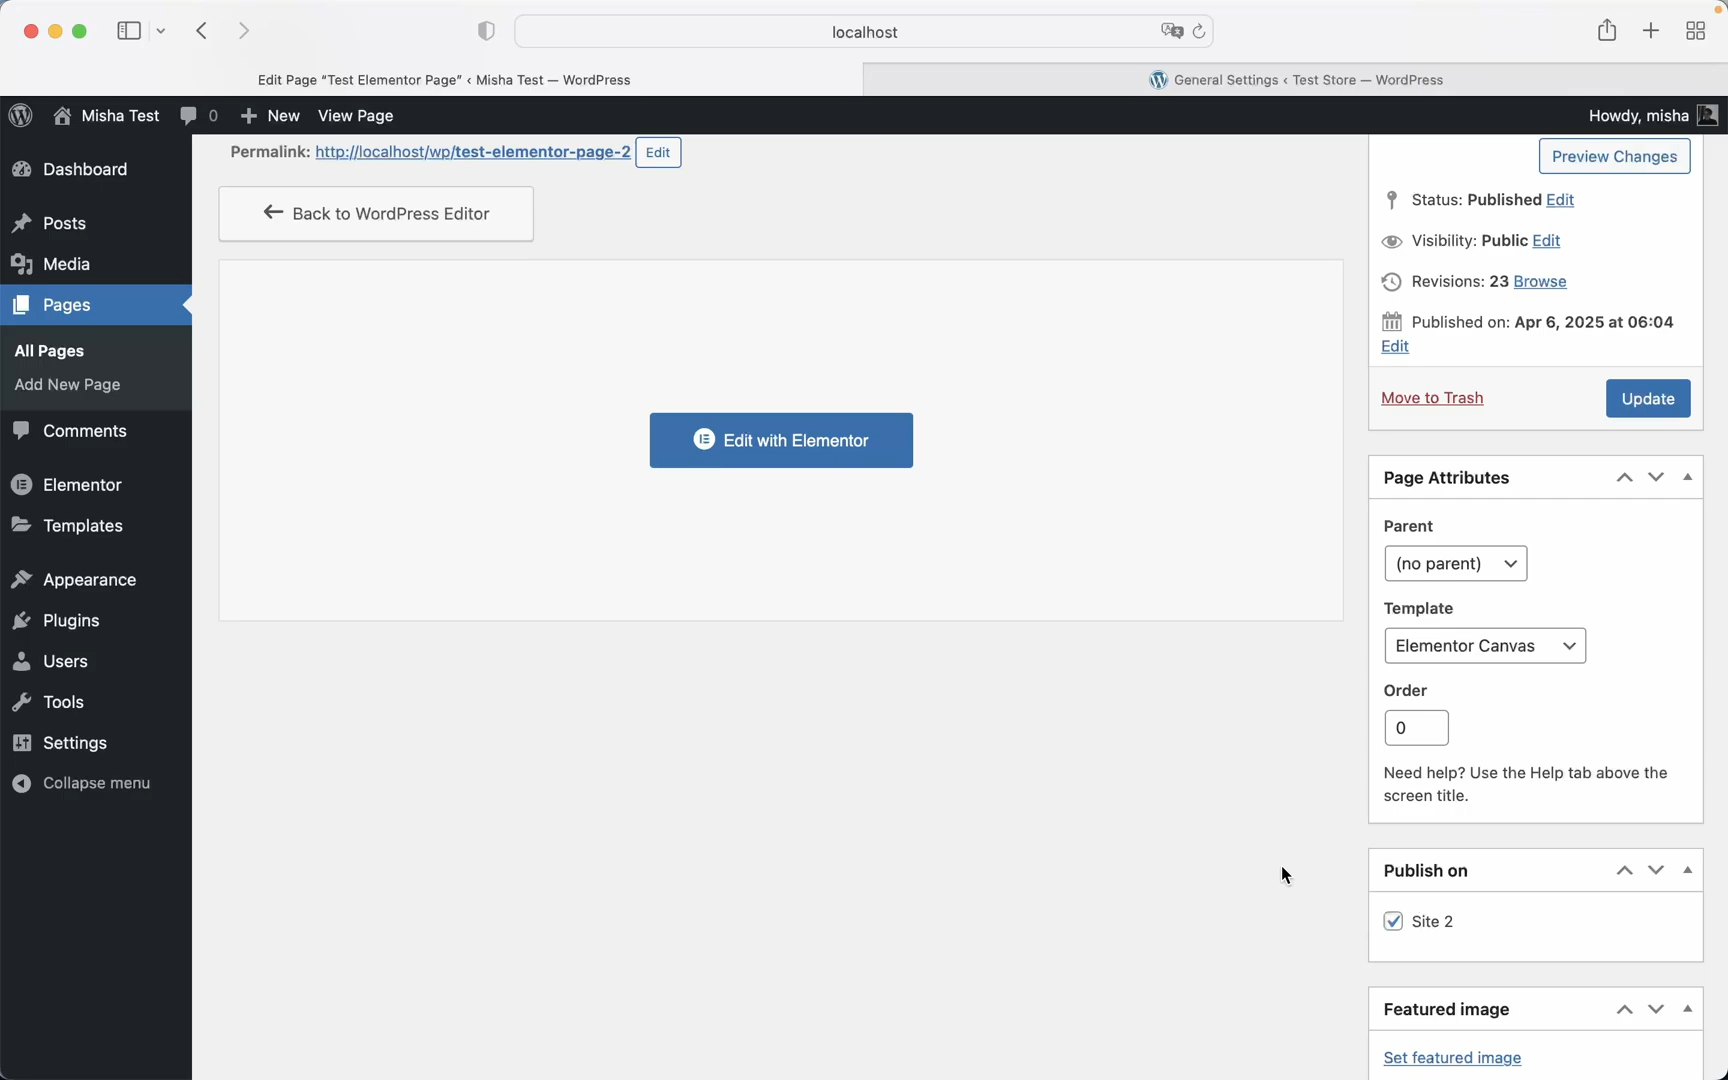 localhost
Edit Page "Test Elementor Page" ‹ Misha Test — WordPress
General Settings ‹ Test Store — WordPress
Misha Test
0
New
View Page
Howdy, misha
Dashboard
Posts
Media
Pages
All Pages
Add New Page
Comments
Elementor
Templates
Appearance
Plugins
Users
Tools
Settings
Collapse menu
Permalink: http://localhost/wp/test-elementor-page-2 Edit
Back to WordPress Editor
Edit with Elementor
Preview Changes
Status: Published Edit
Visibility: Public Edit
Revisions: 23 Browse
Published on: Apr 6, 2025 at 06:04
Edit
Move to Trash
Update
Page Attributes
Parent
(no parent)
Template
Elementor Canvas
Order
0
Need help? Use the Help tab above the
screen title.
Publish on
Site 2
Featured image
Set featured image